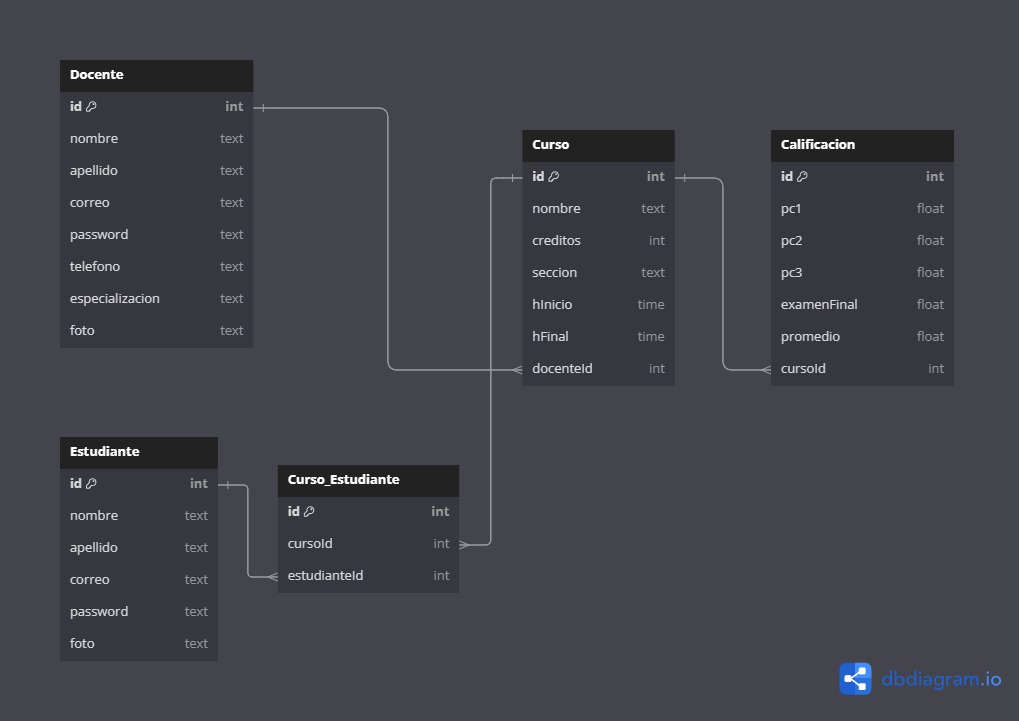 Docente
id int
nombre text
apellido text
correo text
password text
telefono text
especializacion text
foto text
Curso
id int
nombre text
creditos int
seccion text
hInicio time
hFinal time
docenteId int
Calificacion
id int
pc1 float
pc2 float
pc3 float
examenFinal float
promedio float
cursoId int
Estudiante
id int
nombre text
apellido text
correo text
password text
foto text
Curso_Estudiante
id int
cursoId int
estudianteId int
dbdiagram.io